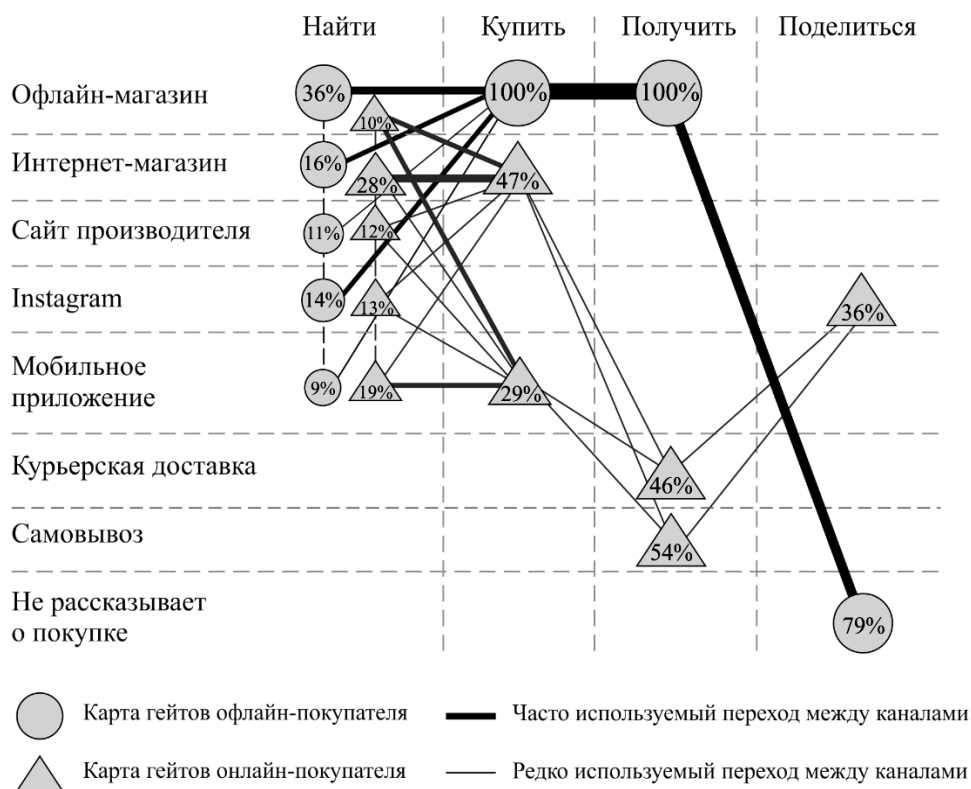 Найти Купить Получить Поделиться
Офлайн-магазин 36% 100% 100%
10%
Интернет-магазин 16% 28% 47%
Сайт производителя 11% 12%
Instagram 14% 13% 36%
Мобильное
приложение 9% 19% 29%
Курьерская доставка 46%
Самовывоз 54%
Не рассказывает
о покупке 79%
Карта гейтов офлайн-покупателя Часто используемый переход между каналами
Карта гейтов онлайн-покупателя Редко используемый переход между каналами